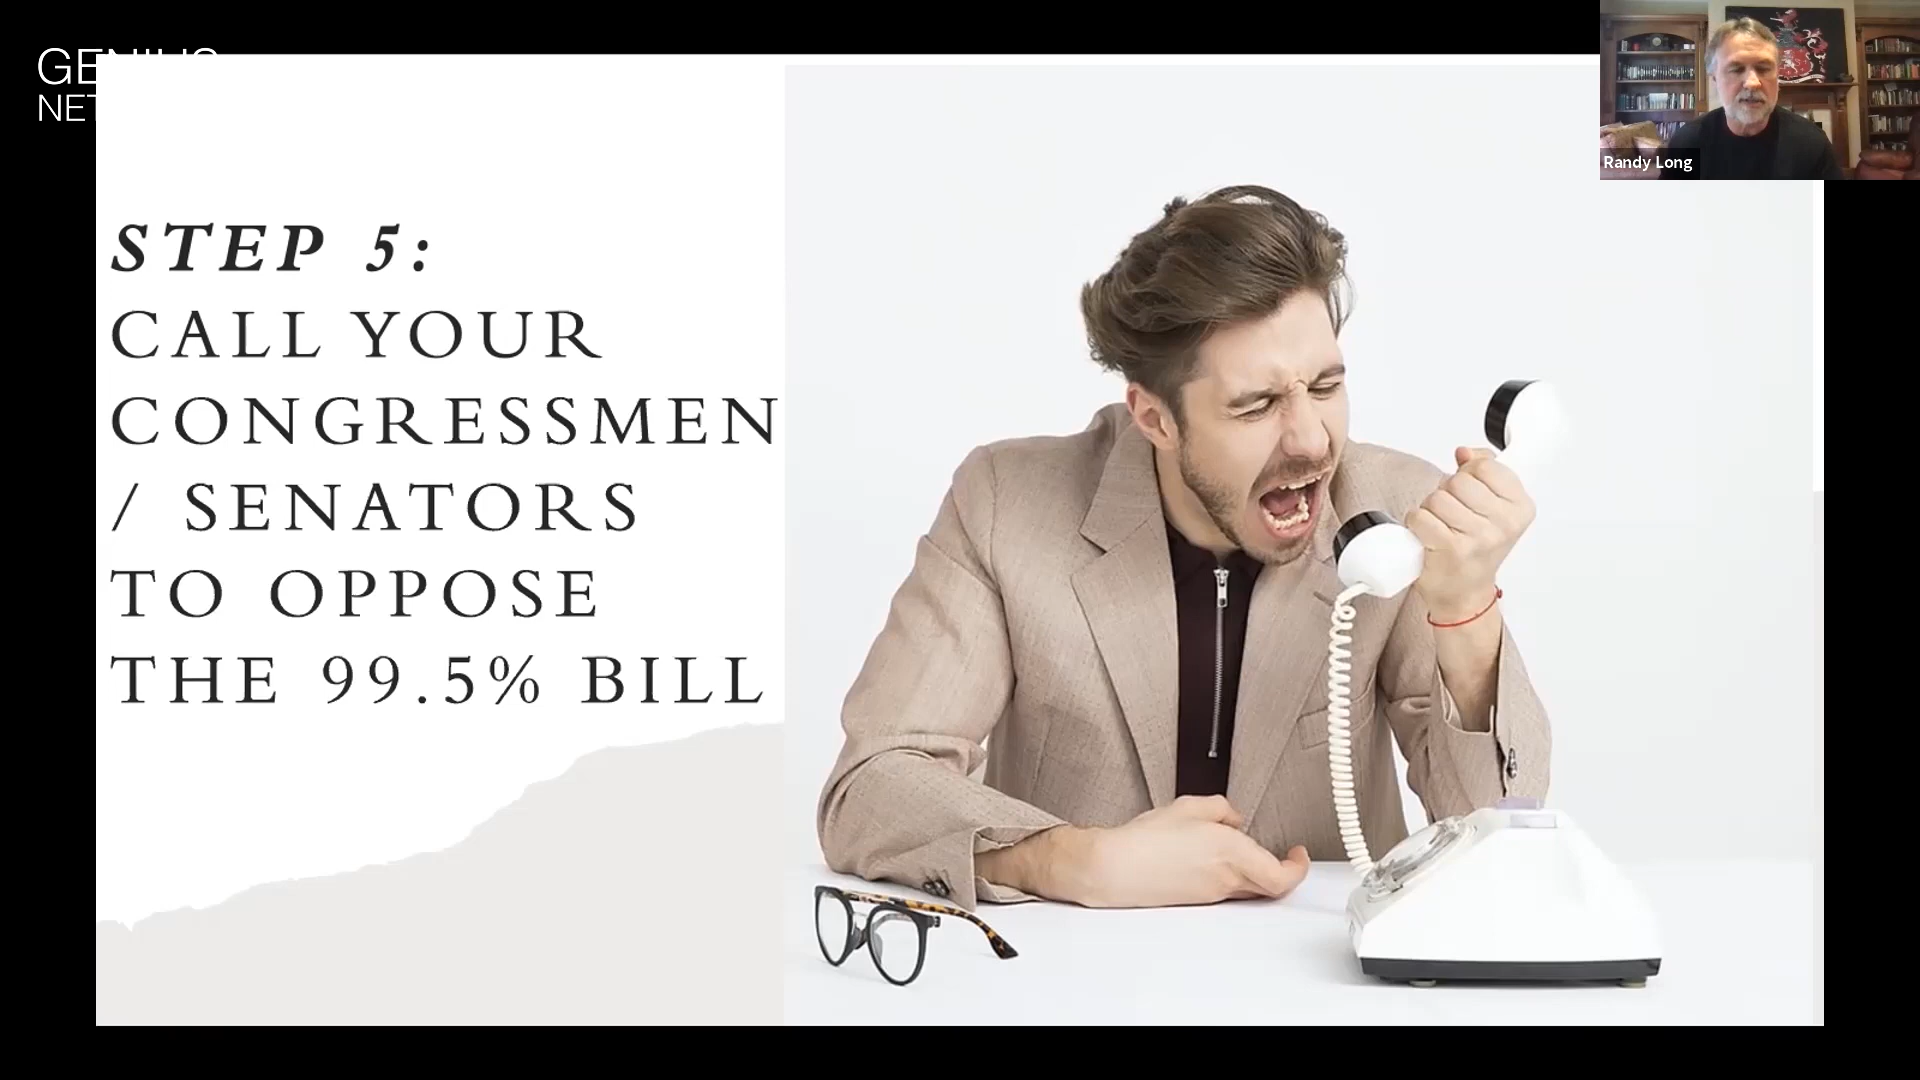 STEP 5:
CALL YOUR
CONGRESSMEN
/ SENATORS
TO OPPOSE
THE 99.5% BILL
Randy Long